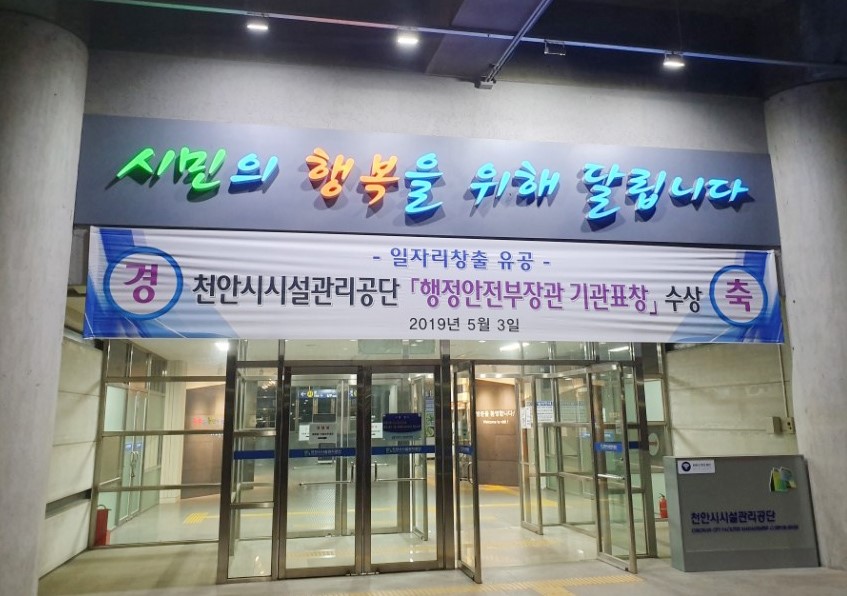 시민의 행복을 위해 달립니다
- 일자리창출 유공 -
경 천안시시설관리공단 「행정안전부장관 기관표창」 수상 축
2019년 5월 3일
천안시시설관리공단